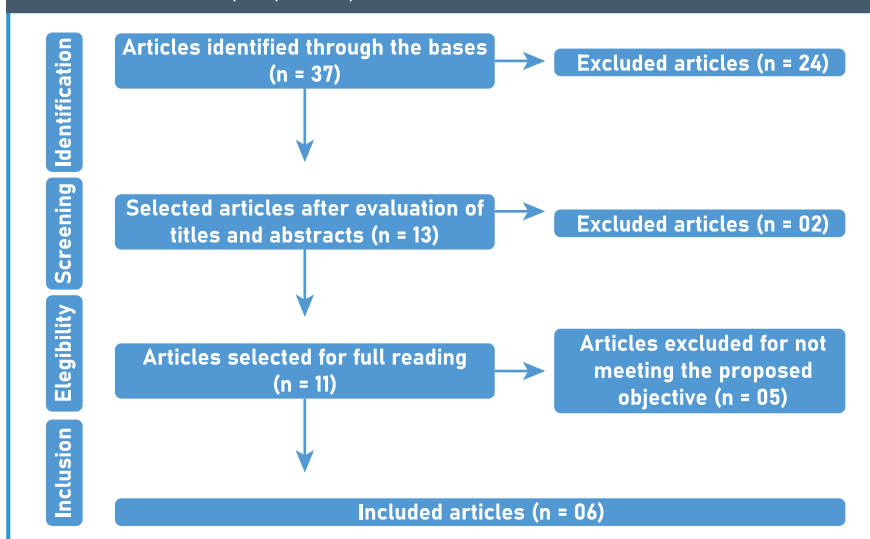 Identification
Articles identified through the bases
(n = 37)
Excluded articles (n = 24)
Screening
Selected articles after evaluation of
titles and abstracts (n = 13)
Excluded articles (n = 02)
Elegibility
Articles selected for full reading
(n = 11)
Articles excluded for not
meeting the proposed
objective (n = 05)
Inclusion
Included articles (n = 06)